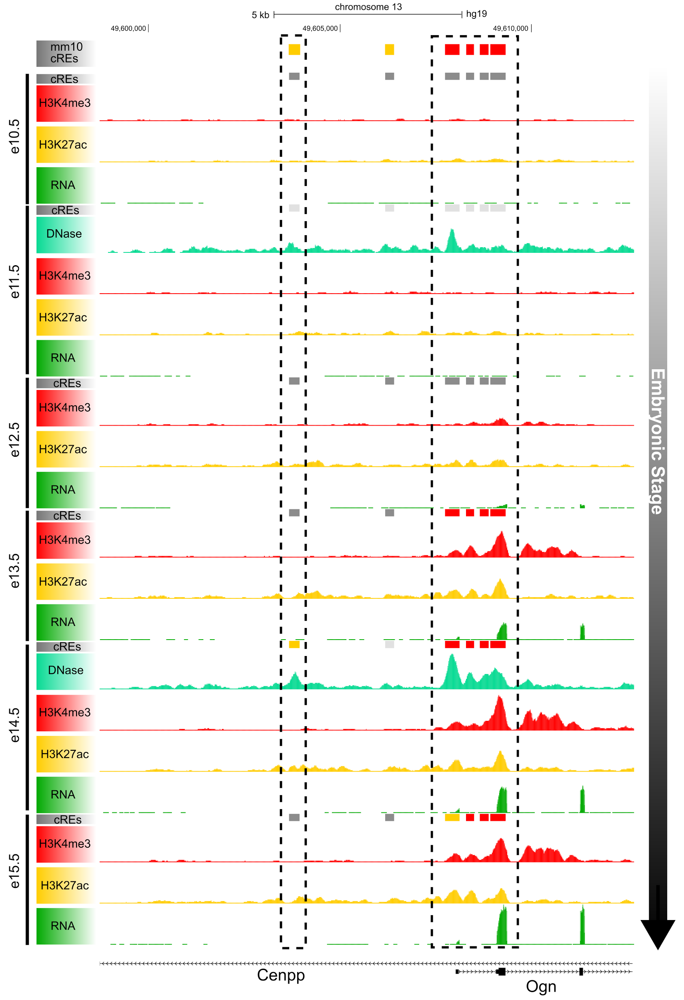 chromosome 13
5 kb hg19
49,600,000 49,605,000 49,610,000
mm10
cREs
e10.5
cREs
H3K4me3
H3K27ac
RNA
e11.5
cREs
DNase
H3K4me3
H3K27ac
RNA
e12.5
cREs
H3K4me3
H3K27ac
RNA
e13.5
cREs
H3K4me3
H3K27ac
RNA
e14.5
cREs
DNase
H3K4me3
H3K27ac
RNA
e15.5
cREs
H3K4me3
H3K27ac
RNA
Embryonic Stage
Cenpp
Ogn